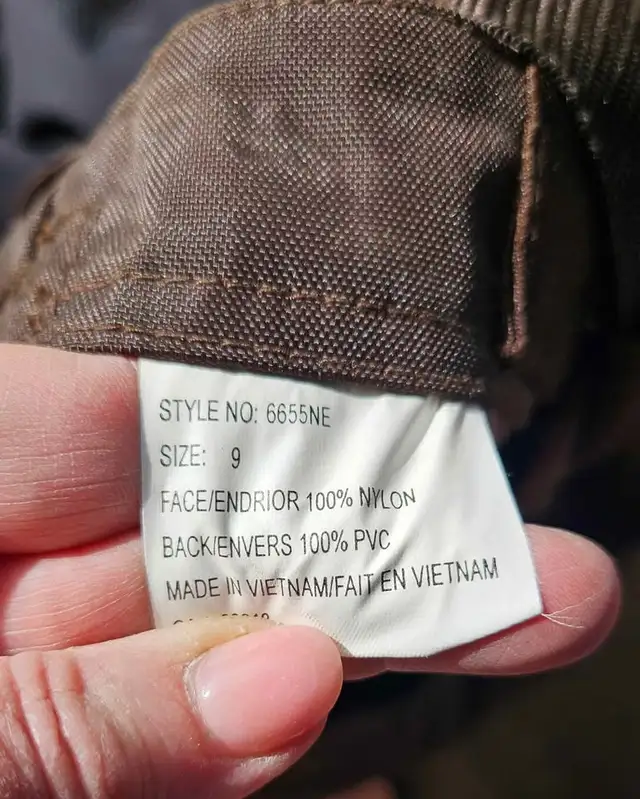 STYLE NO: 6655NE
SIZE: 9
FACE/ENDRIOR 100% NYLON
BACK/ENVERS 100% PVC
MADE IN VIETNAM/FAIT EN VIETNAM